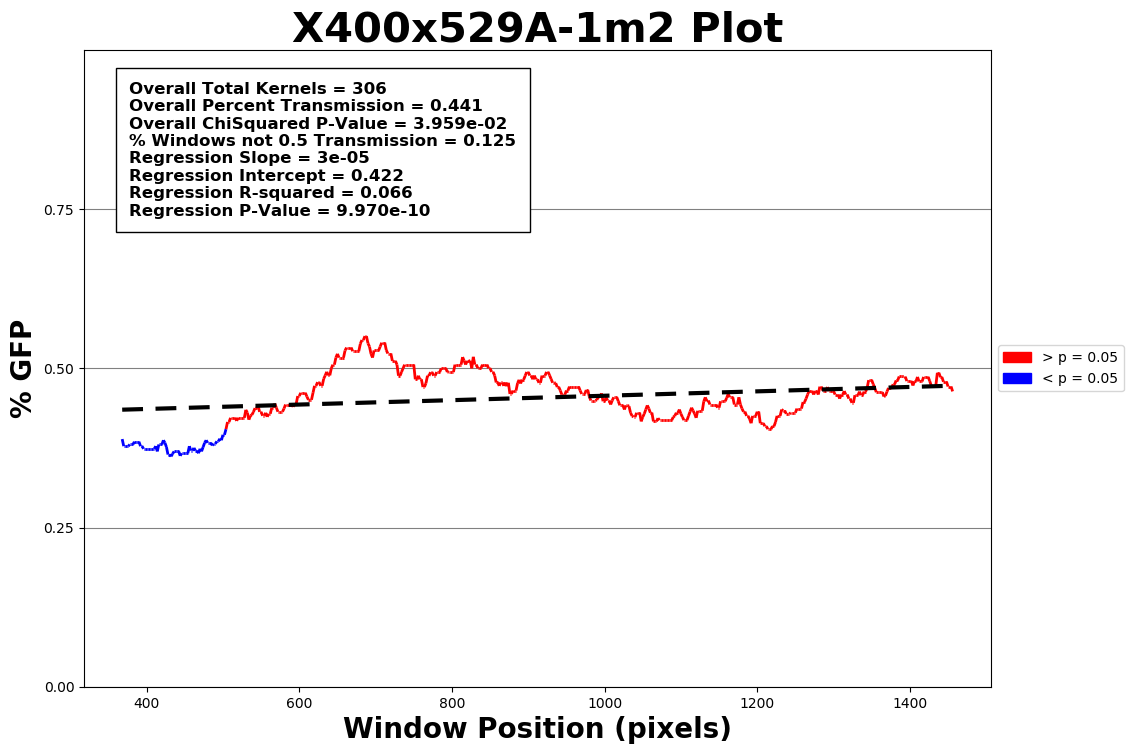 X400x529A-1m2 Plot
Overall Total Kernels = 306
Overall Percent Transmission = 0.441
Overall ChiSquared P-Value = 3.959e-02
% Windows not 0.5 Transmission = 0.125
Regression Slope = 3e-05
Regression Intercept = 0.422
Regression R-squared = 0.066
Regression P-Value = 9.970e-10
0.75
0.50
0.25
0.00
% GFP
> p = 0.05
< p = 0.05
400 600 800 1000 1200 1400
Window Position (pixels)